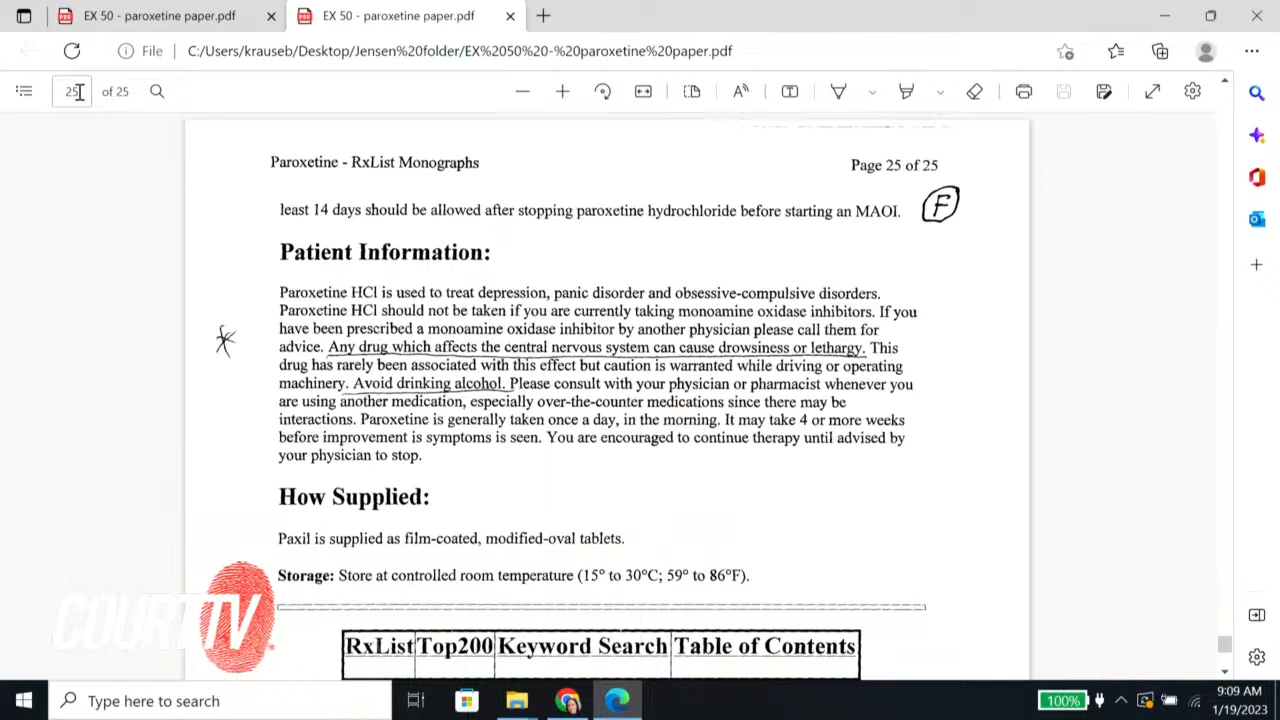 EX 50 - paroxetine paper.pdf
EX 50 - paroxetine paper.pdf
File
C:/Users/krauseb/Desktop/Jensen%20folder/EX%2050%20-%20paroxetine%20paper.pdf
25 of 25
Paroxetine - RxList Monographs
Page 25 of 25
least 14 days should be allowed after stopping paroxetine hydrochloride before starting an MAOI.
F
Patient Information:
Paroxetine HCl is used to treat depression, panic disorder and obsessive-compulsive disorders.
Paroxetine HCl should not be taken if you are currently taking monoamine oxidase inhibitors. If you
have been prescribed a monoamine oxidase inhibitor by another physician please call them for
advice. Any drug which affects the central nervous system can cause drowsiness or lethargy. This
drug has rarely been associated with this effect but caution is warranted while driving or operating
machinery. Avoid drinking alcohol. Please consult with your physician or pharmacist whenever you
are using another medication, especially over-the-counter medications since there may be
interactions. Paroxetine is generally taken once a day, in the morning. It may take 4 or more weeks
before improvement is symptoms is seen. You are encouraged to continue therapy until advised by
your physician to stop.
How Supplied:
Paxil is supplied as film-coated, modified-oval tablets.
Storage: Store at controlled room temperature (15° to 30°C; 59° to 86°F).
COURT TV
RxList Top200 Keyword Search Table of Contents
Type here to search
100%
9:09 AM
1/19/2023